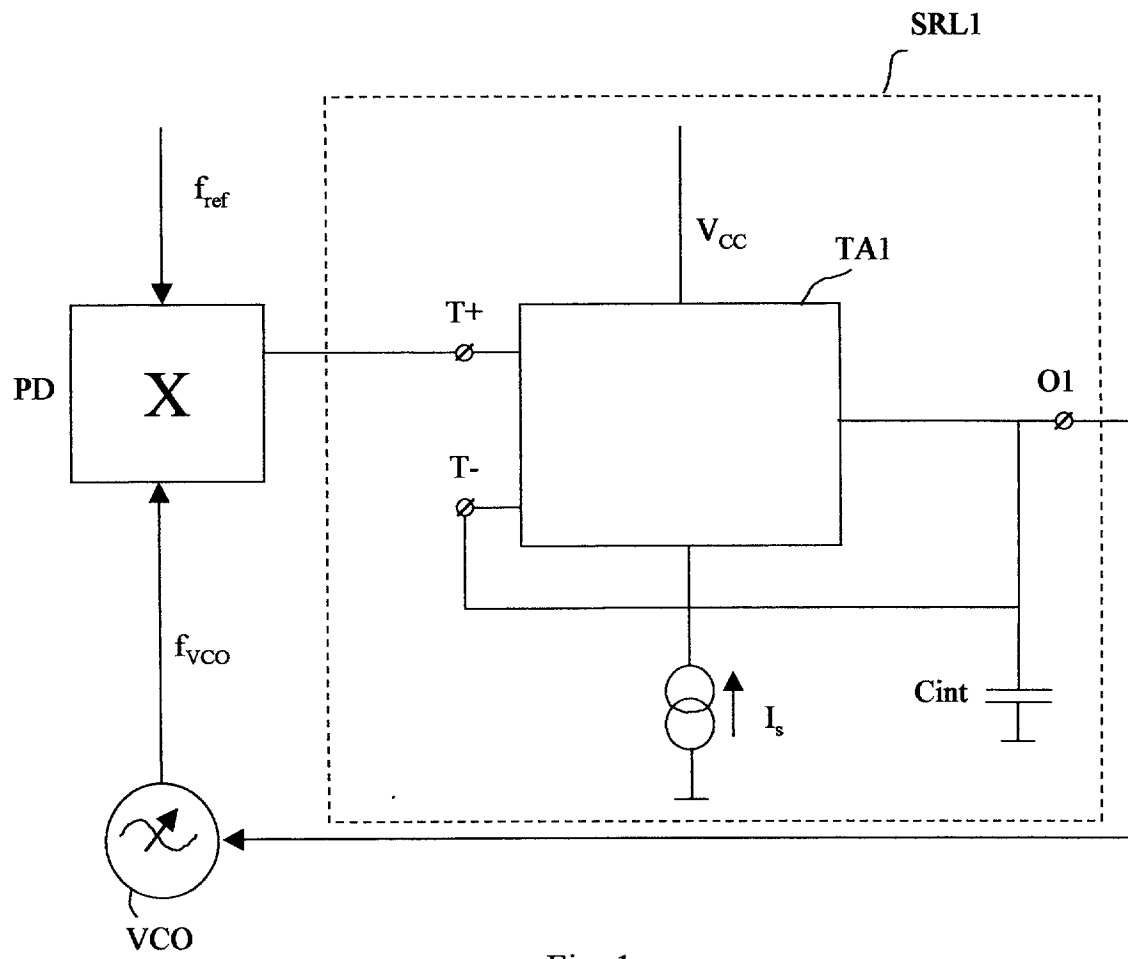 SRL1
f_ref
V_CC
TA1
T+
PD
X
O1
T-
f_VCO
Cint
I_s
VCO